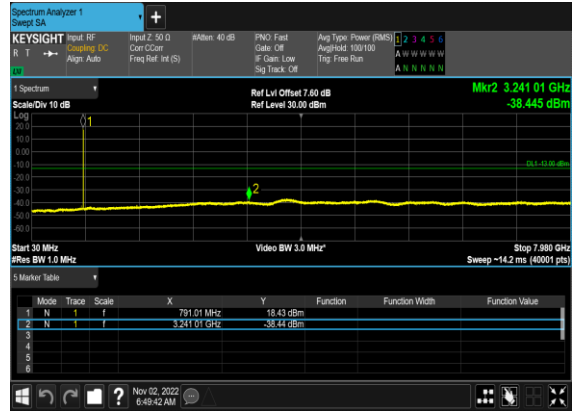 Spectrum Analyzer 1
Swept SA
+
KEYSIGHT
R T
Input: RF
Coupling: DC
Align: Auto
Input Z: 50 Ω
Corr CCorr
Freq Ref: Int (S)
#Atten: 40 dB
PNO: Fast
Gate: Off
IF Gain: Low
Sig Track: Off
Avg Type: Power (RMS)
Avg|Hold: 100/100
Trig: Free Run
1 2 3 4 5 6
A W W W W W
A N N N N N
1 Spectrum
Scale/Div 10 dB
Ref Lvl Offset 7.60 dB
Ref Level 30.00 dBm
Mkr2 3.241 01 GHz
-38.445 dBm
Log
1
20.0
10.0
0.00
-10.0
DL1 -13.00 dBm
-20.0
-30.0
2
-40.0
-50.0
-60.0
Start 30 MHz
#Res BW 1.0 MHz
Video BW 3.0 MHz*
Stop 7.980 GHz
Sweep ~14.2 ms (40001 pts)
5 Marker Table
Mode Trace Scale X Y Function Function Width Function Value
1 N 1 f 791.01 MHz 18.43 dBm
2 N 1 f 3.241 01 GHz -38.44 dBm
3
4
5
6
?
Nov 02, 2022
6:49:42 AM